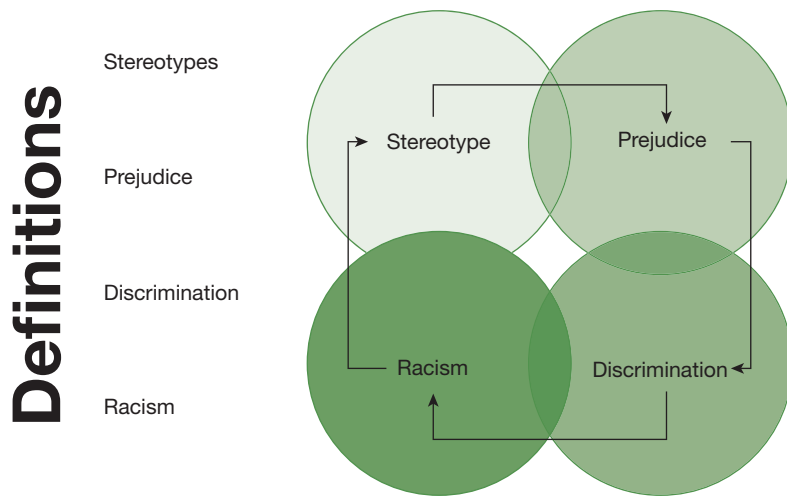 Definitions
Stereotypes
Prejudice
Discrimination
Racism
Stereotype
Prejudice
Racism
Discrimination